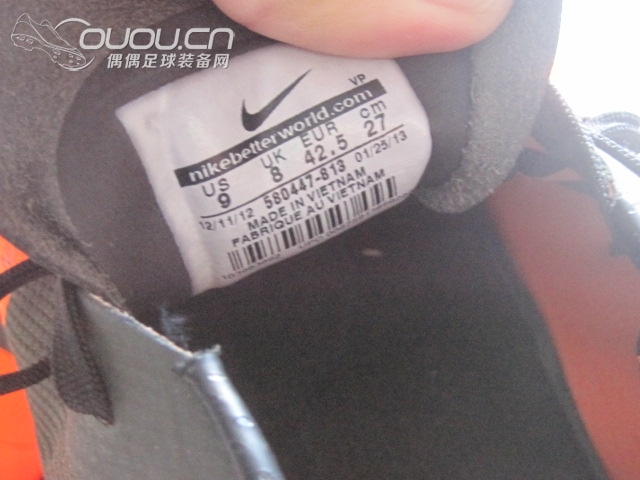 OUOU.CN
偶偶足球装备网
VP
nikebetterworld.com
US UK EUR cm
9 8 42.5 27
12/11/12 580447-813 01/25/13
MADE IN VIETNAM
FABRIQUE AU VIETNAM